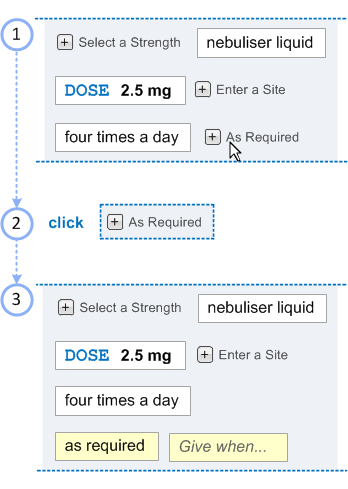 1
Select a Strength nebuliser liquid
DOSE 2.5 mg Enter a Site
four times a day As Required
2 click As Required
3
Select a Strength nebuliser liquid
DOSE 2.5 mg Enter a Site
four times a day
as required Give when...